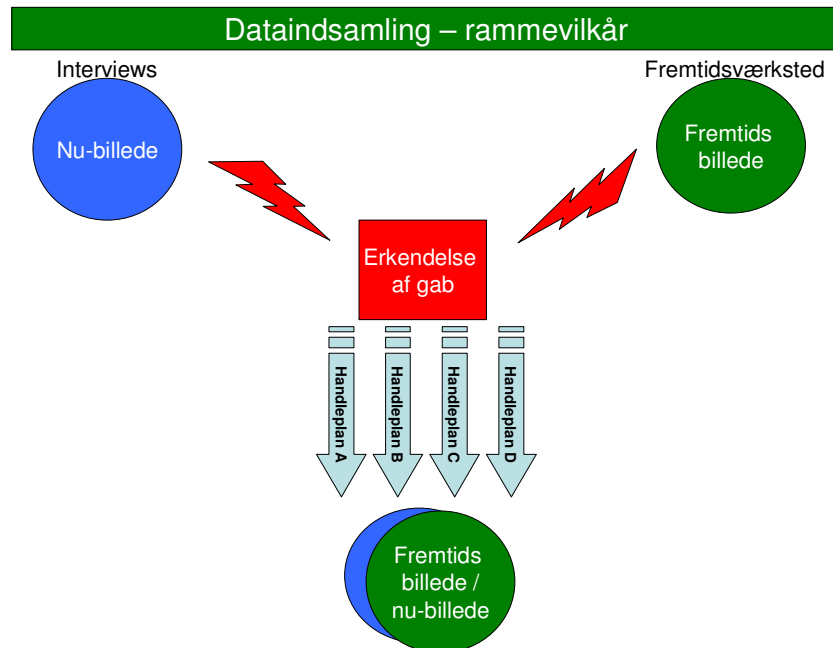 Dataindsamling – rammevilkår
Interviews
Fremtidsværksted
Nu-billede
Fremtids
billede
Erkendelse
af gab
Handleplan A
Handleplan B
Handleplan C
Handleplan D
Fremtids
billede /
nu-billede